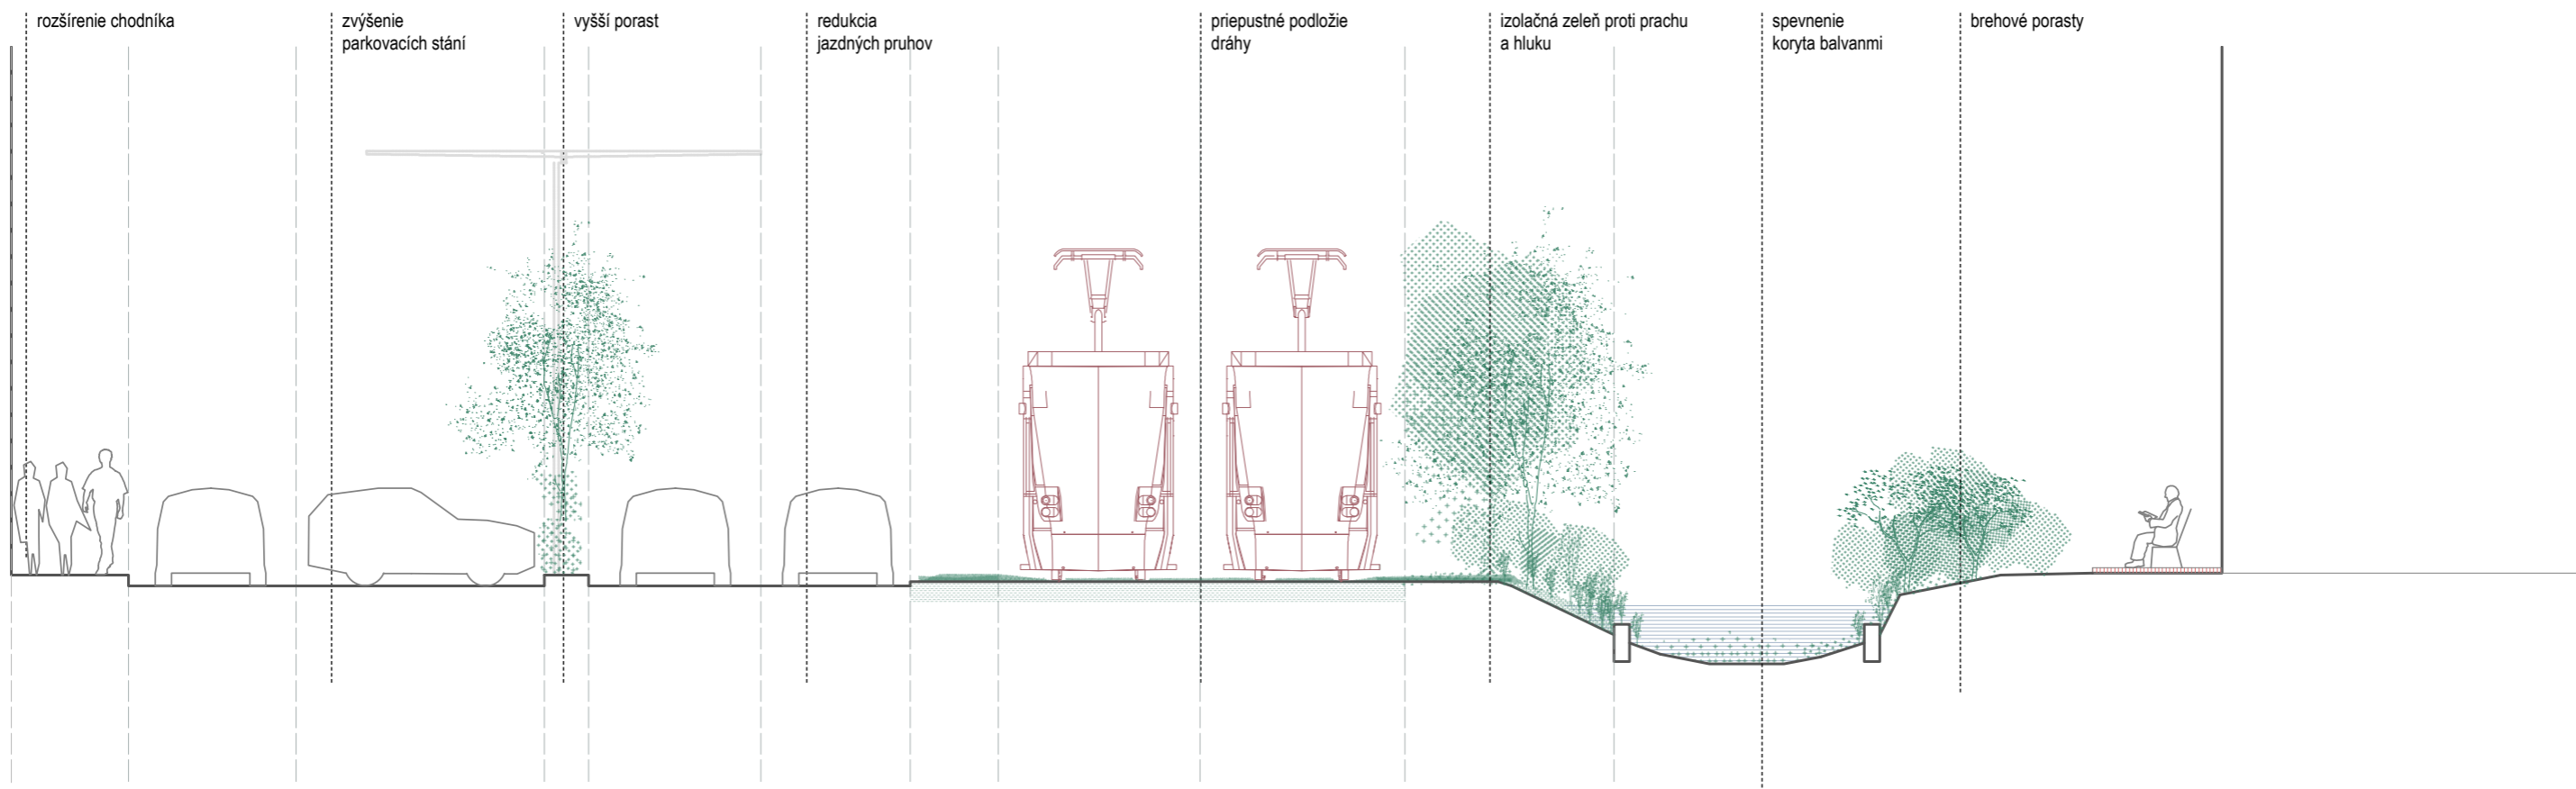 rozšírenie chodníka
zvýšenie
parkovacích stání
vyšší porast
redukcia
jazdných pruhov
priepustné podložie
dráhy
izolačná zeleň proti prachu
a hluku
spevnenie
koryta balvanmi
brehové porasty